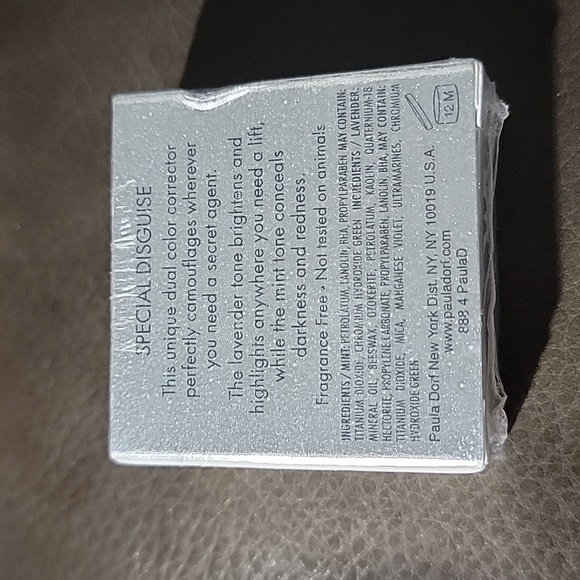 SPECIAL DISGUISE
This unique dual color corrector
perfectly camouflages wherever
you need a secret agent.
The lavender tone brightens and
highlights anywhere you need a lift,
while the mint tone conceals
darkness and redness.
Fragrance Free • Not tested on animals
INGREDIENTS / MINT: PETROLATUM, LANOLIN, BHA, PROPYLPARABEN MAY CONTAIN:
TITANIUM DIOXIDE, CHROMIUM HYDROXIDE GREEN INGREDIENTS / LAVENDER:
MINERAL OIL, BEESWAX, OZOKERITE, PETROLATUM, KAOLIN, QUATERNIUM-18
HECTORITE, PROPYLENE CARBONATE, PROPYLPARABEN, LANOLIN, BHA, MAY CONTAIN:
TITANIUM DIOXIDE, MICA, MANGANESE VIOLET, ULTRAMARINES, CHROMIUM
HYDROXIDE GREEN
12 M
Paula Dorf New York Dist. NY, NY 10019 U.S.A.
www.pauladorf.com
888 4 PaulaD